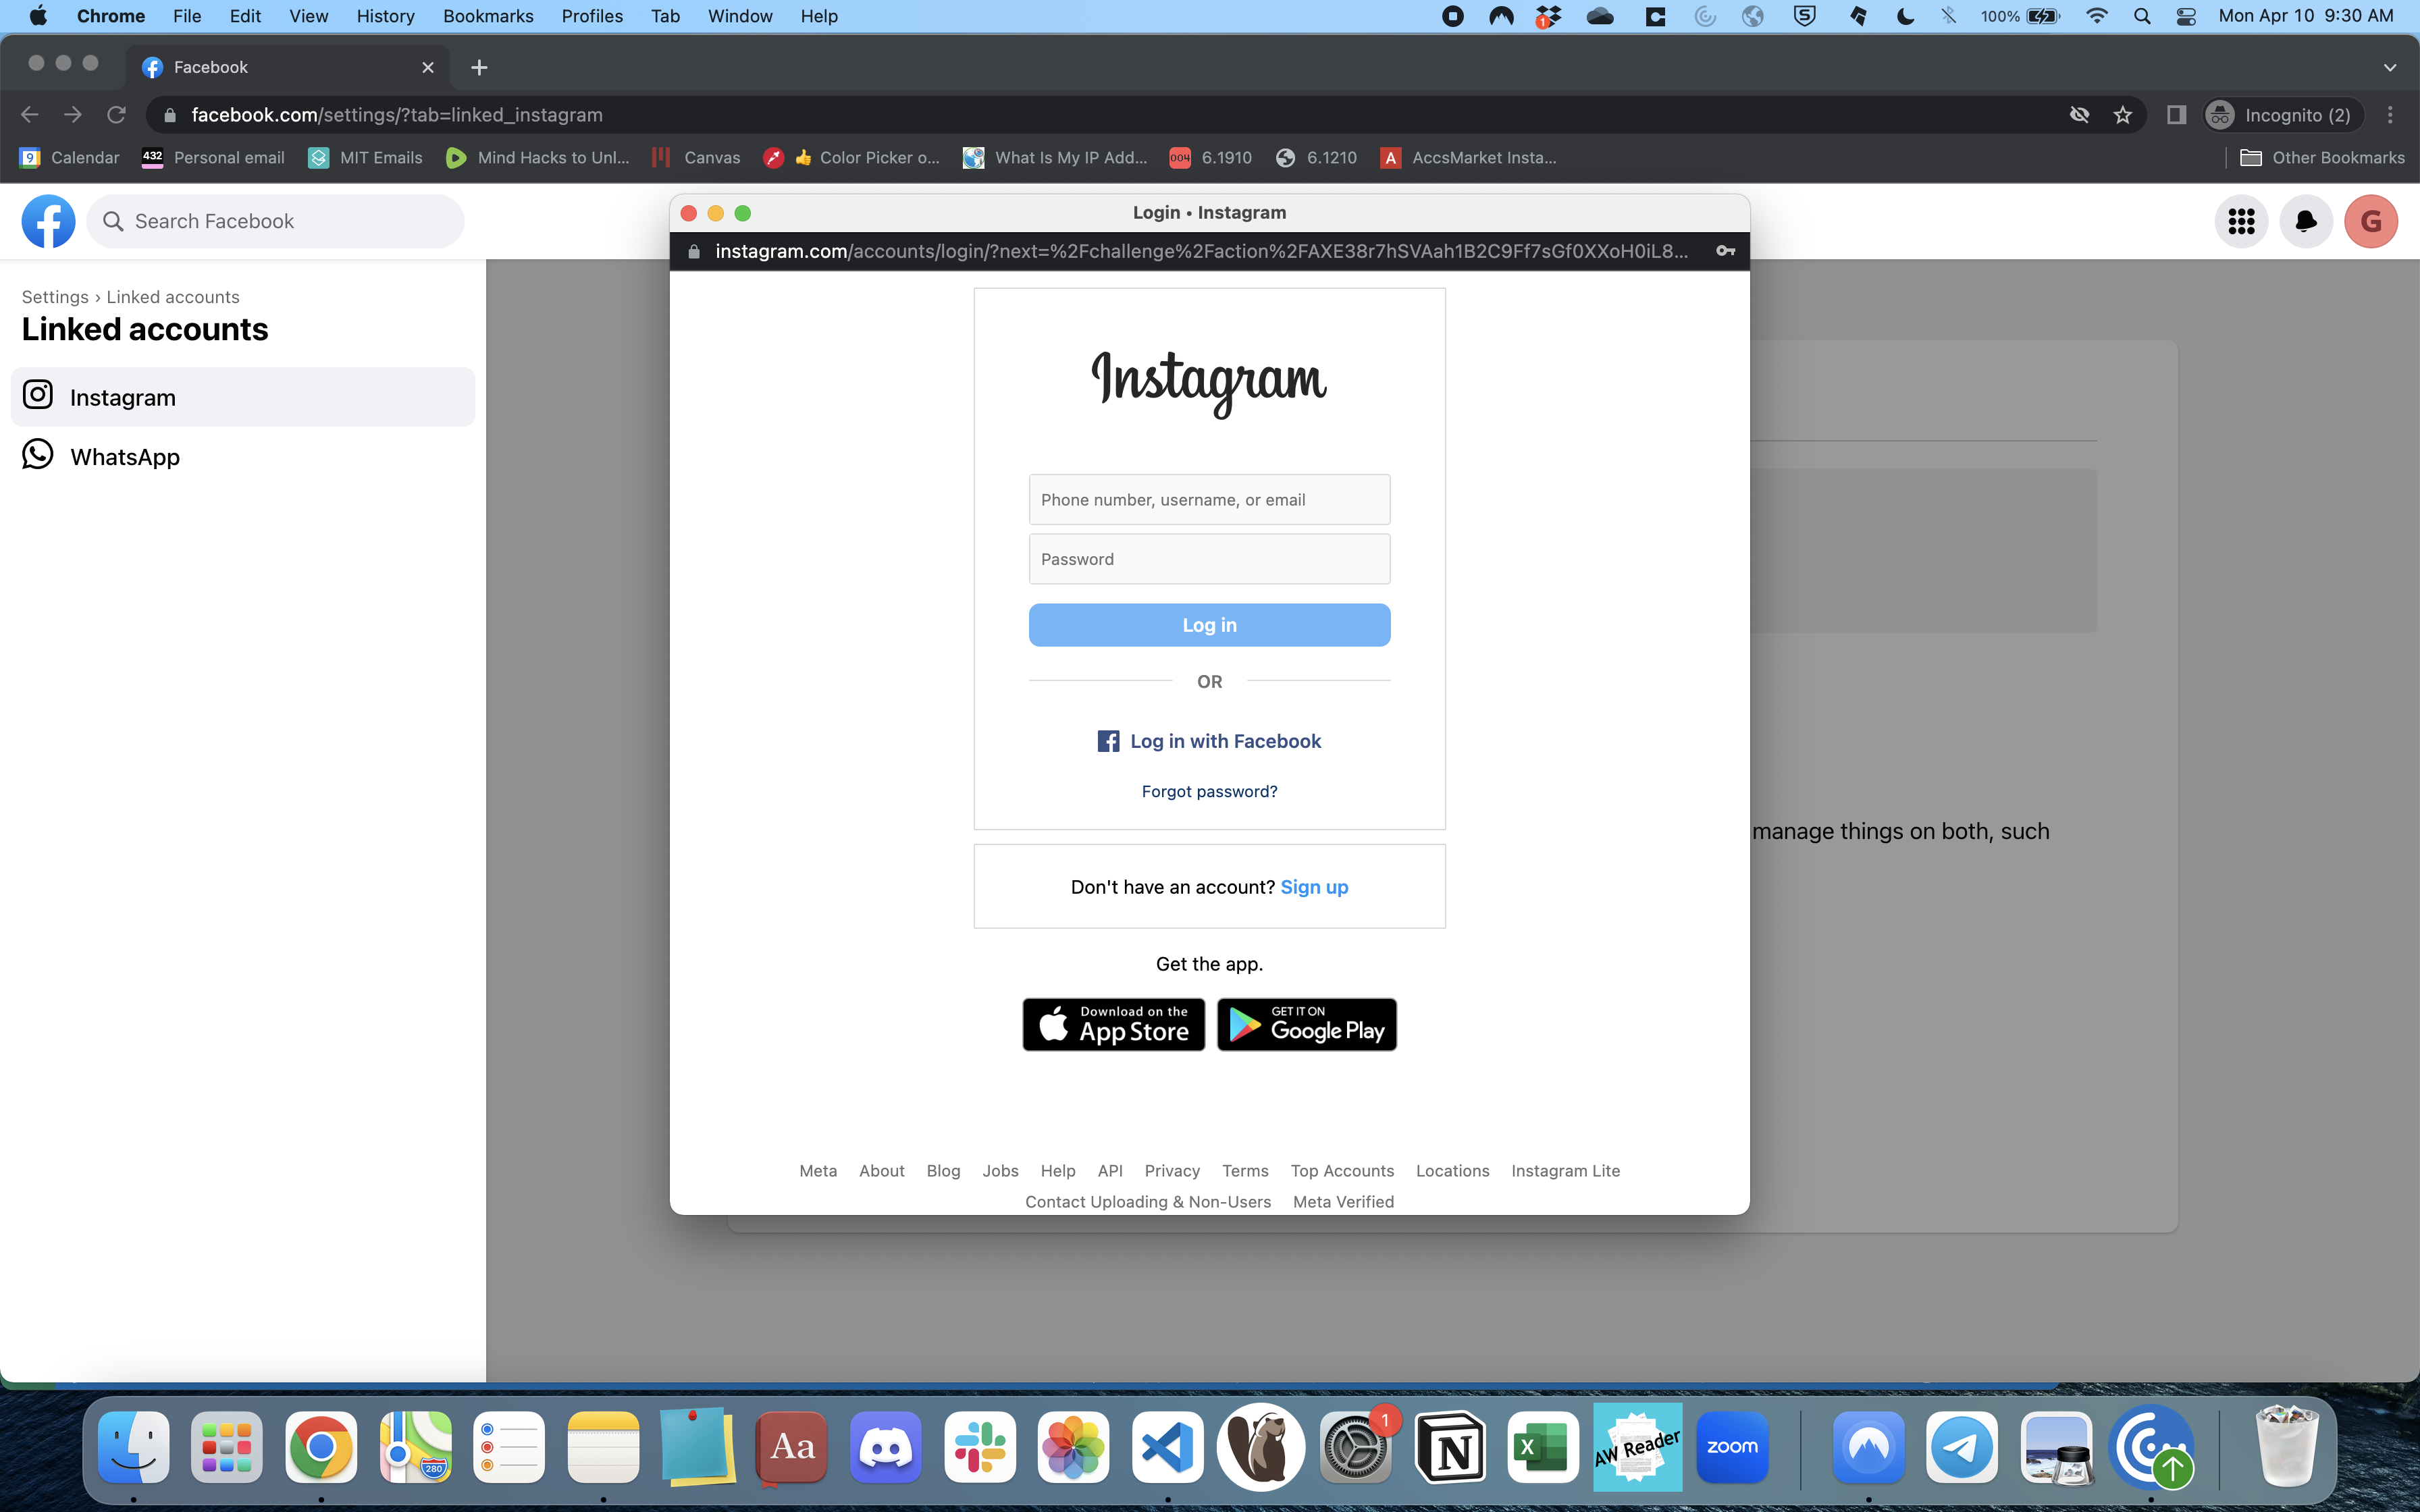 Chrome File Edit View History Bookmarks Profiles Tab Window Help
1
100%
Mon Apr 10 9:30 AM
Facebook
facebook.com/settings/?tab=linked_instagram
Incognito (2)
9 Calendar
432 Personal email
MIT Emails
Mind Hacks to Unl...
Canvas
👍 Color Picker o...
What Is My IP Add...
004 6.1910
6.1210
A AccsMarket Insta...
Other Bookmarks
Search Facebook
G
Settings › Linked accounts
Linked accounts
Instagram
WhatsApp
Login • Instagram
instagram.com/accounts/login/?next=%2Fchallenge%2Faction%2FAXE38r7hSVAah1B2C9Ff7sGf0XXoH0iL8...
Instagram
Phone number, username, or email
Password
Log in
OR
Log in with Facebook
Forgot password?
manage things on both, such
Don't have an account? Sign up
Get the app.
Download on the
App Store
GET IT ON
Google Play
Meta About Blog Jobs Help API Privacy Terms Top Accounts Locations Instagram Lite
Contact Uploading & Non-Users Meta Verified
280
Aa
1
N
X
AW Reader
zoom